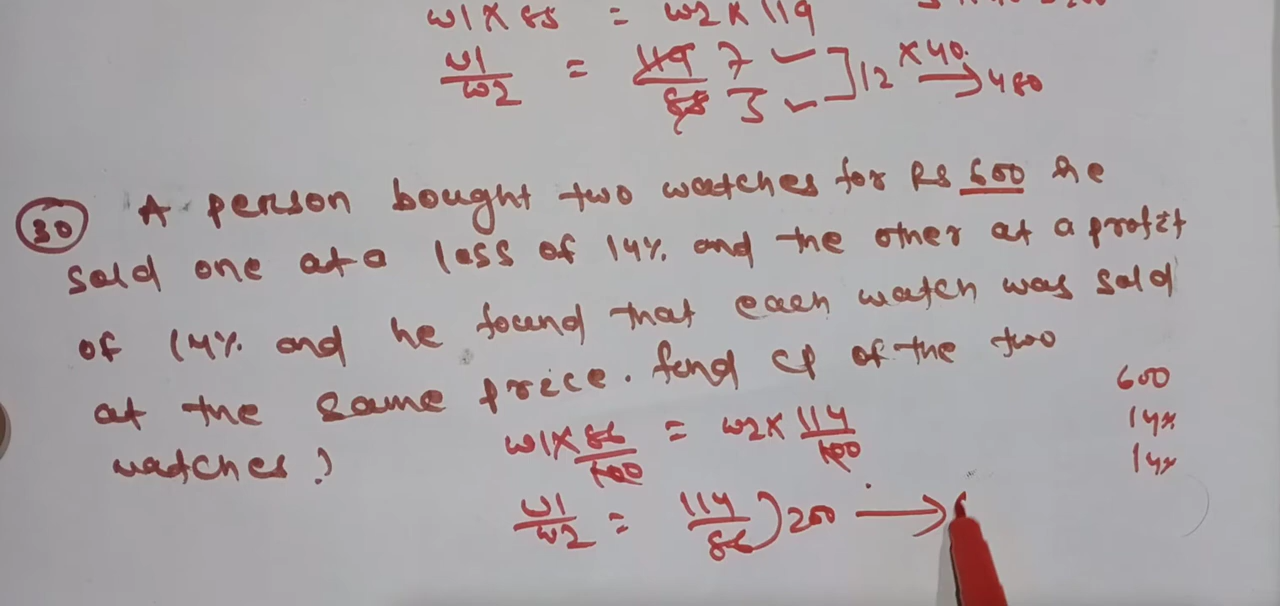 w1 x 85 = w2 x 119
w1/w2 = 119/85 7 3 ] 12 x40 → 480
30 A person bought two watches for Rs 600 he
sold one at a loss of 14% and the other at a profit
of 14% and he found that each watch was sold
at the same price. find CP of the two
watches?
600
14%
14%
w1 x 86/100 = w2 x 114/100
w1/w2 = 114/86 ) 200 →